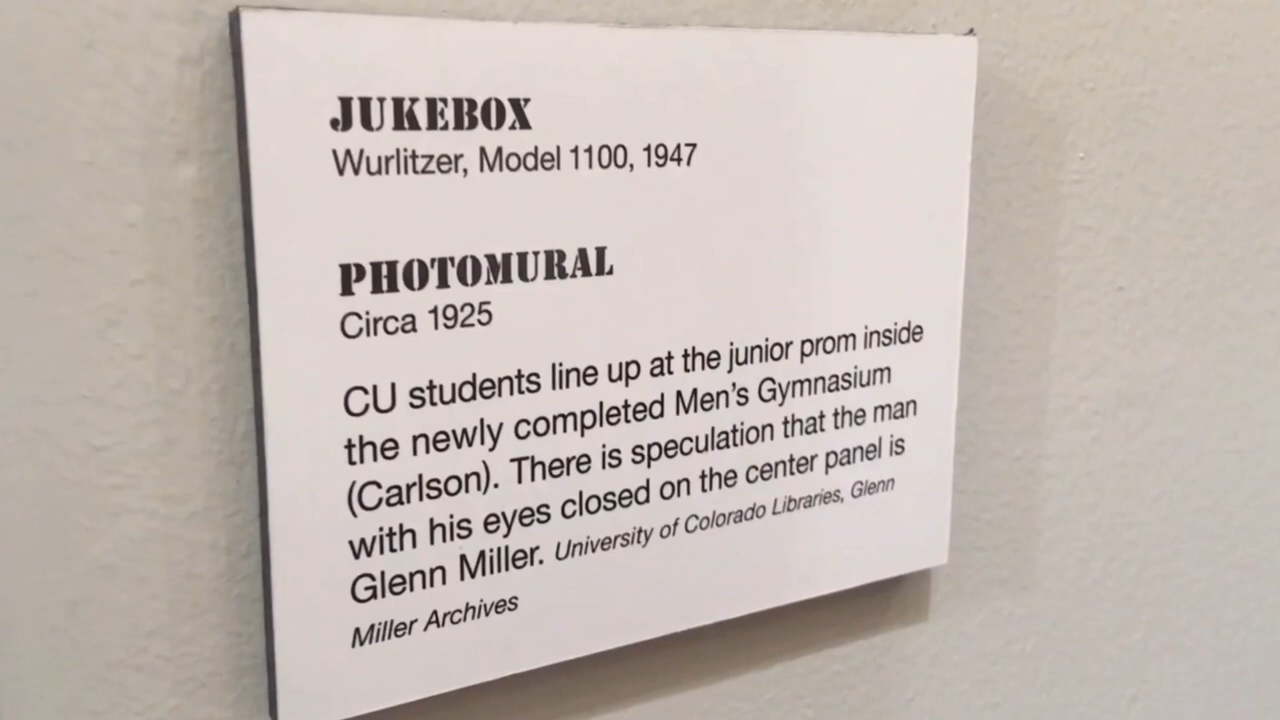 JUKEBOX
Wurlitzer, Model 1100, 1947
PHOTOMURAL
Circa 1925
CU students line up at the junior prom inside
the newly completed Men's Gymnasium
(Carlson). There is speculation that the man
with his eyes closed on the center panel is
Glenn Miller. University of Colorado Libraries, Glenn
Miller Archives